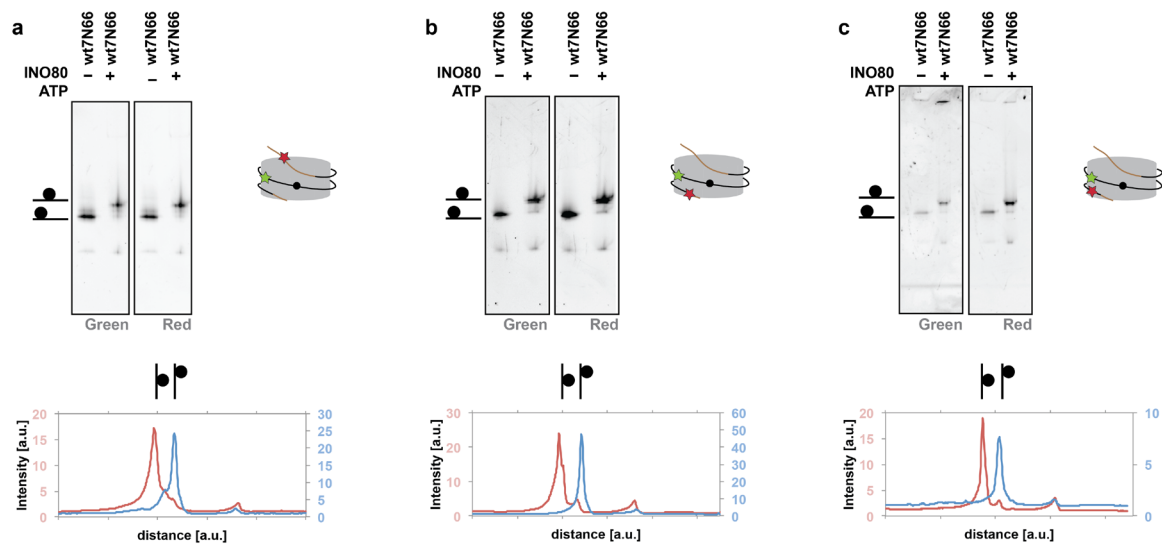 a
wt7N66 wt7N66 wt7N66 wt7N66
INO80 – + – +
ATP
Green Red
20 15 10 5 0
Intensity [a.u.]
30 25 20 15 10 5 0
distance [a.u.]
b
wt7N66 wt7N66 wt7N66 wt7N66
INO80 – + – +
ATP
Green Red
30 20 10 0
Intensity [a.u.]
60 50 40 30 20 10 0
distance [a.u.]
c
wt7N66 wt7N66 wt7N66 wt7N66
INO80 – + – +
ATP
Green Red
20 15 10 5 0
Intensity [a.u.]
10 5 0
distance [a.u.]